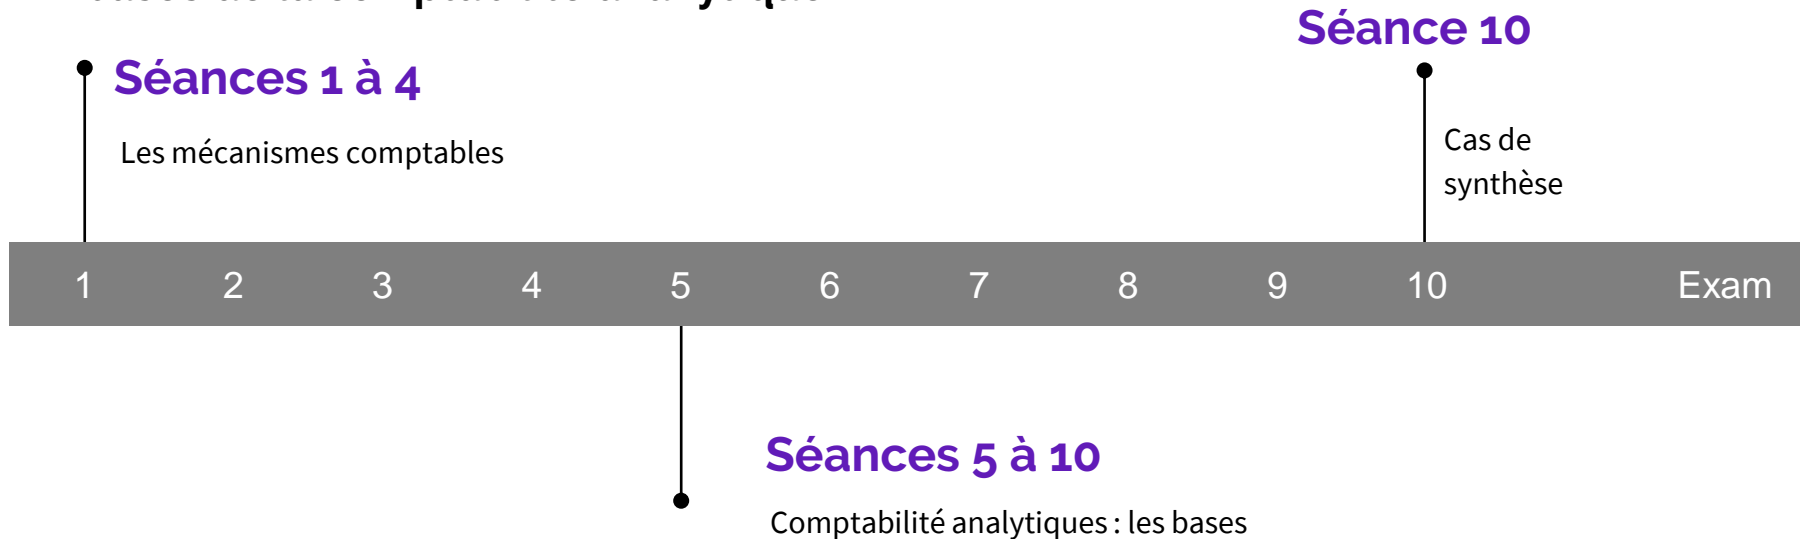 Séance 10
Séances 1 à 4
Les mécanismes comptables
Cas de
synthèse
1 2 3 4 5 6 7 8 9 10 Exam
Séances 5 à 10
Comptabilité analytiques : les bases